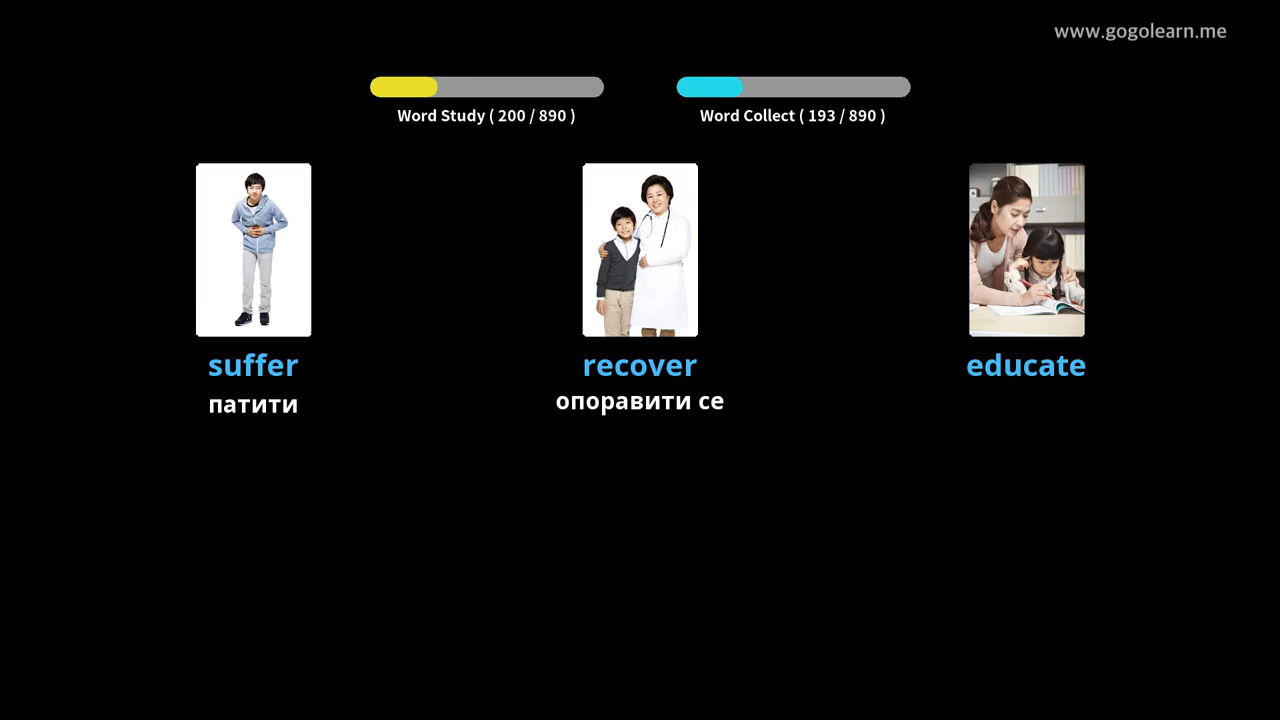 www.gogolearn.me
Word Study ( 200 / 890 )
Word Collect ( 193 / 890 )
suffer
recover
educate
патити
опоравити се